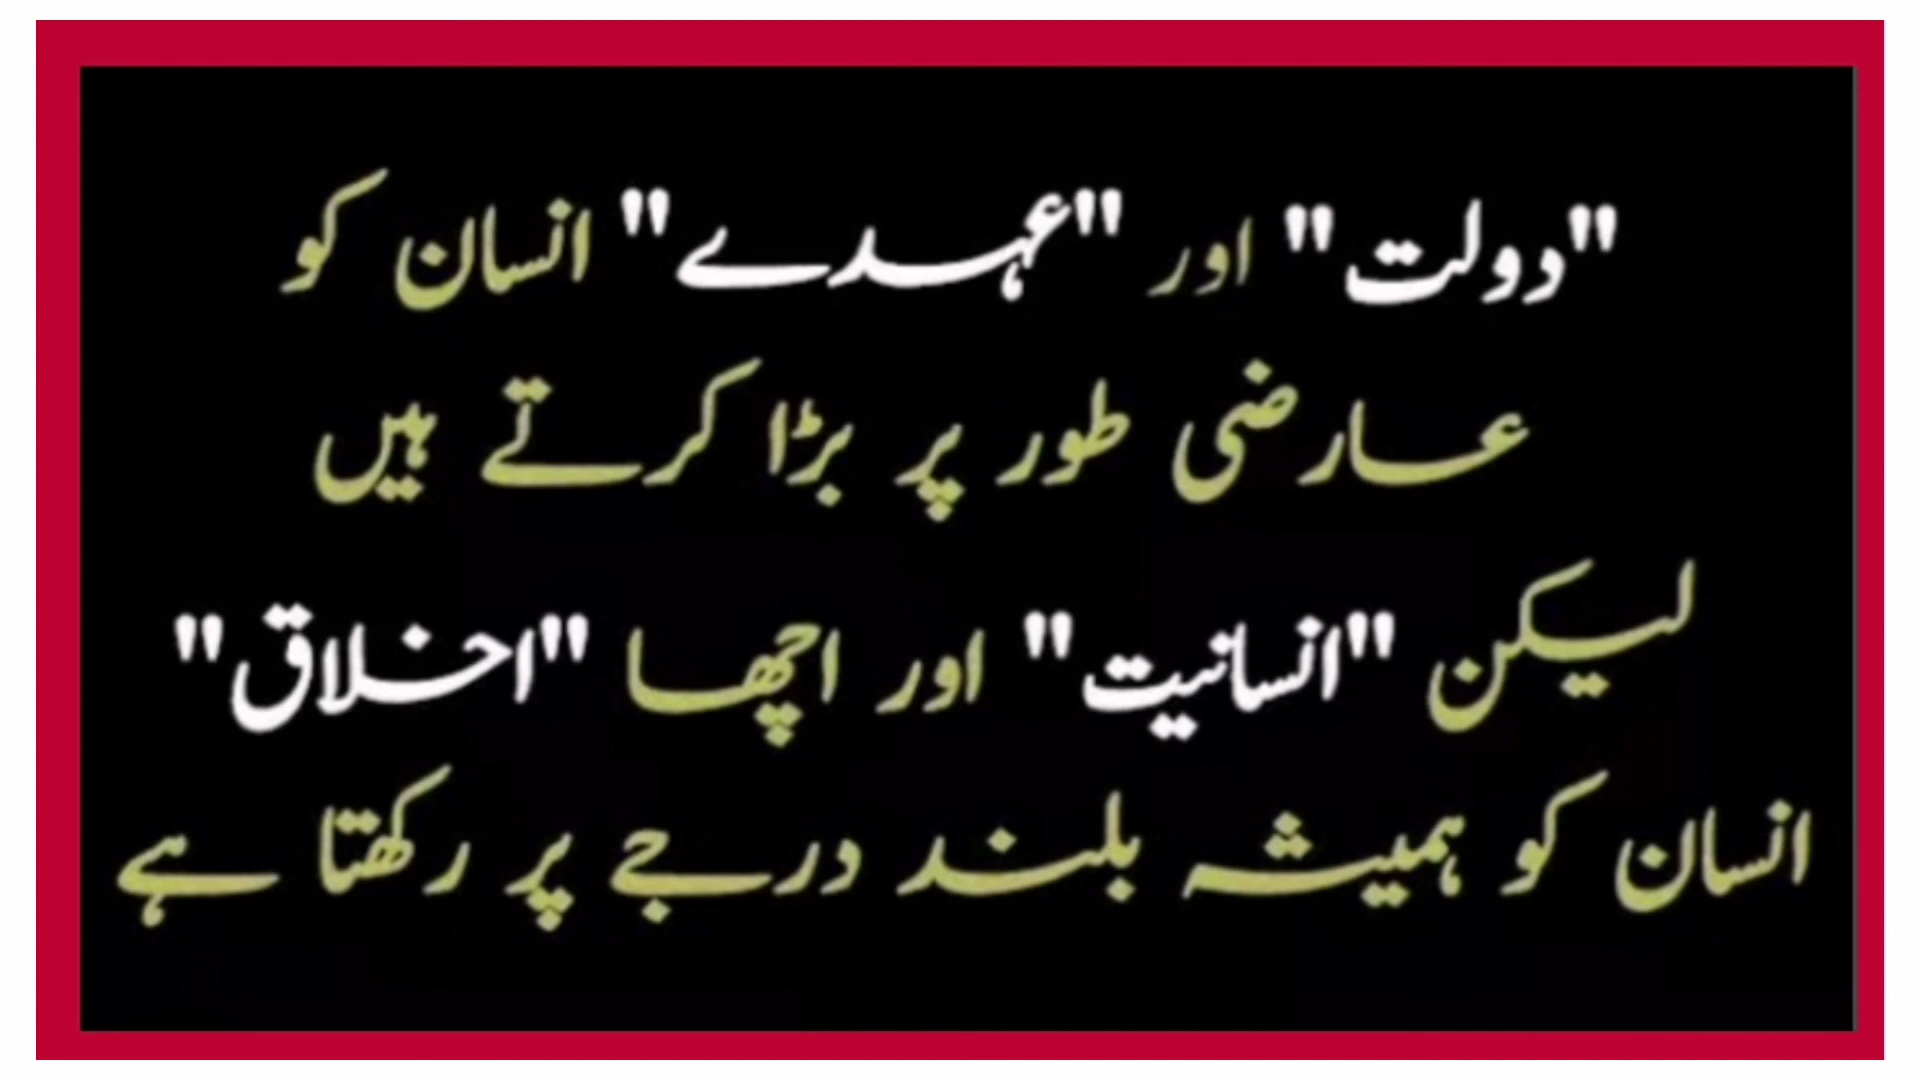 "دولت" اور "عہدے" انسان کو
عارضی طور پر بڑا کرتے ہیں
لیکن "انسانیت" اور اچھا "اخلاق"
انسان کو ہمیشہ بلند درجے پر رکھتا ہے